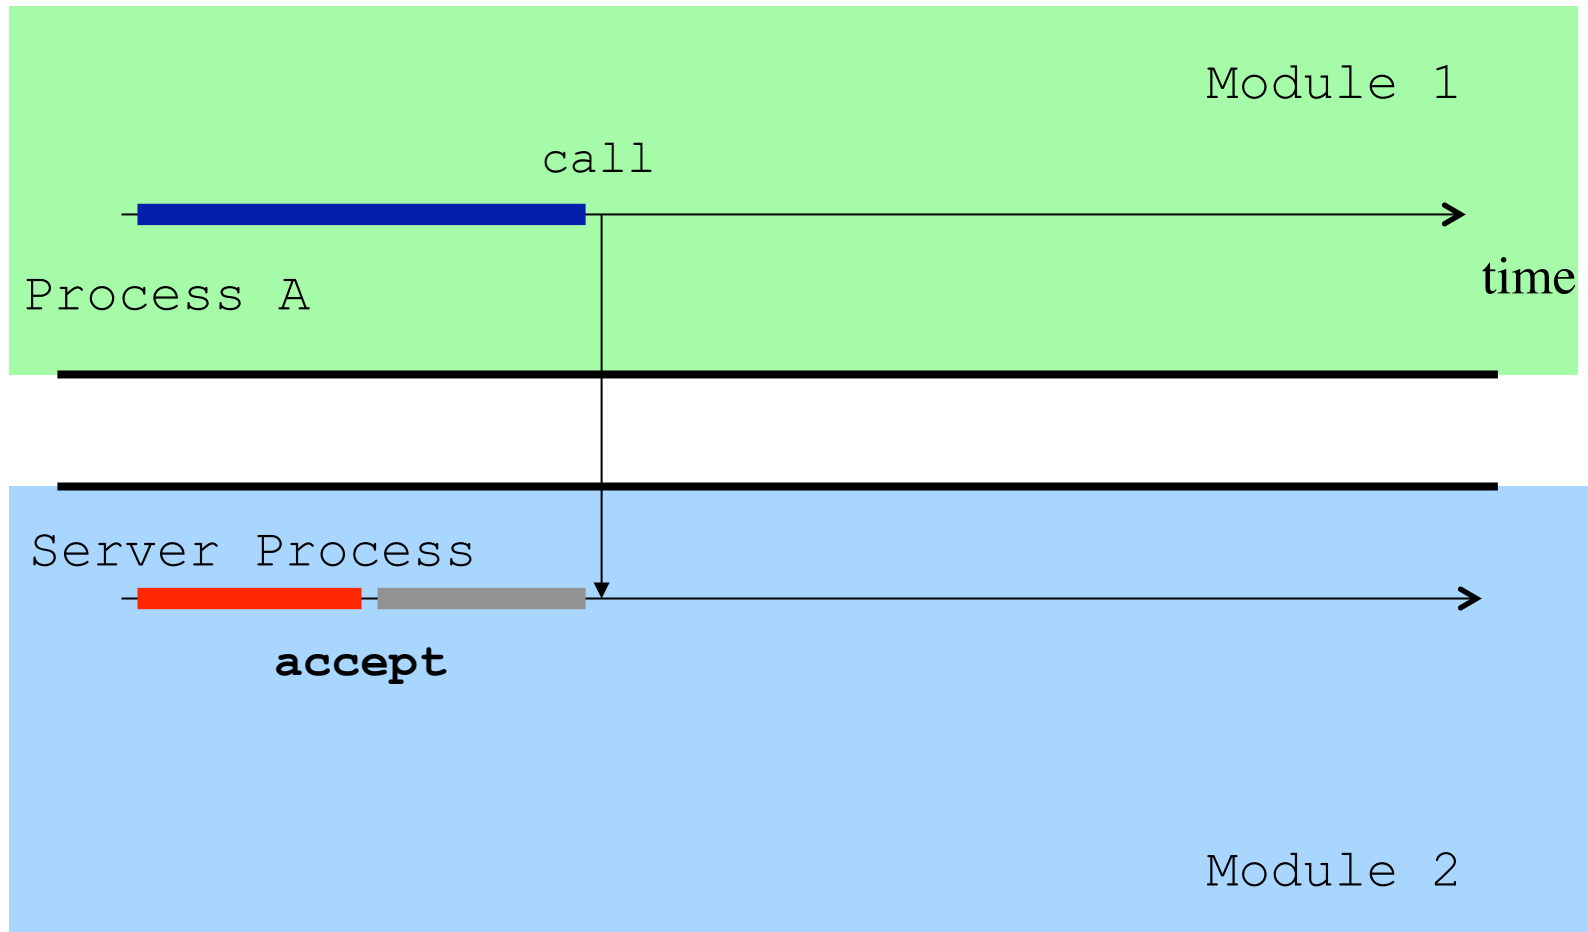 Module 1
call
Process A
time
Server Process
accept
Module 2